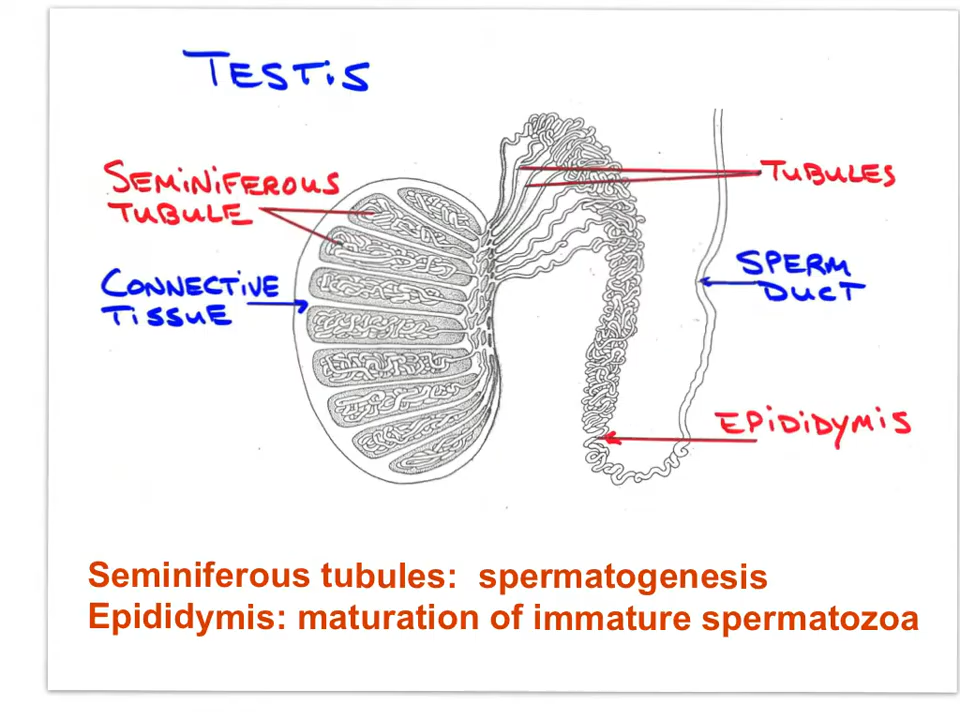 TESTiS
SEMiNiFEROUS
TUBULE
TUBULES
CONNECTiVE
TiSSUE
SPERM
DUCT
EPiDiDYMiS
Seminiferous tubules: spermatogenesis
Epididymis: maturation of immature spermatozoa